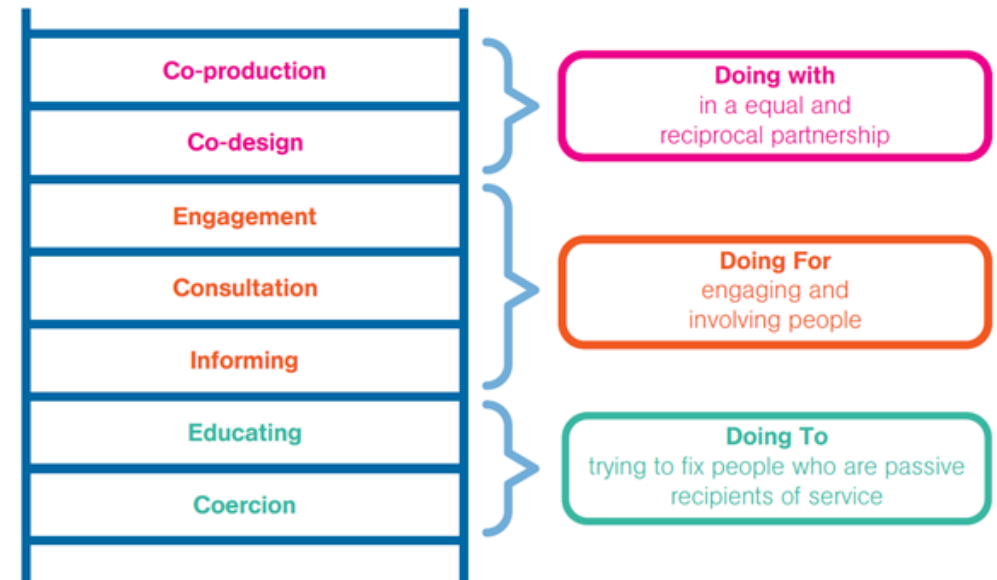 Co-production
Co-design
Engagement
Consultation
Informing
Educating
Coercion
Doing with
in a equal and
reciprocal partnership
Doing For
engaging and
involving people
Doing To
trying to fix people who are passive
recipients of service